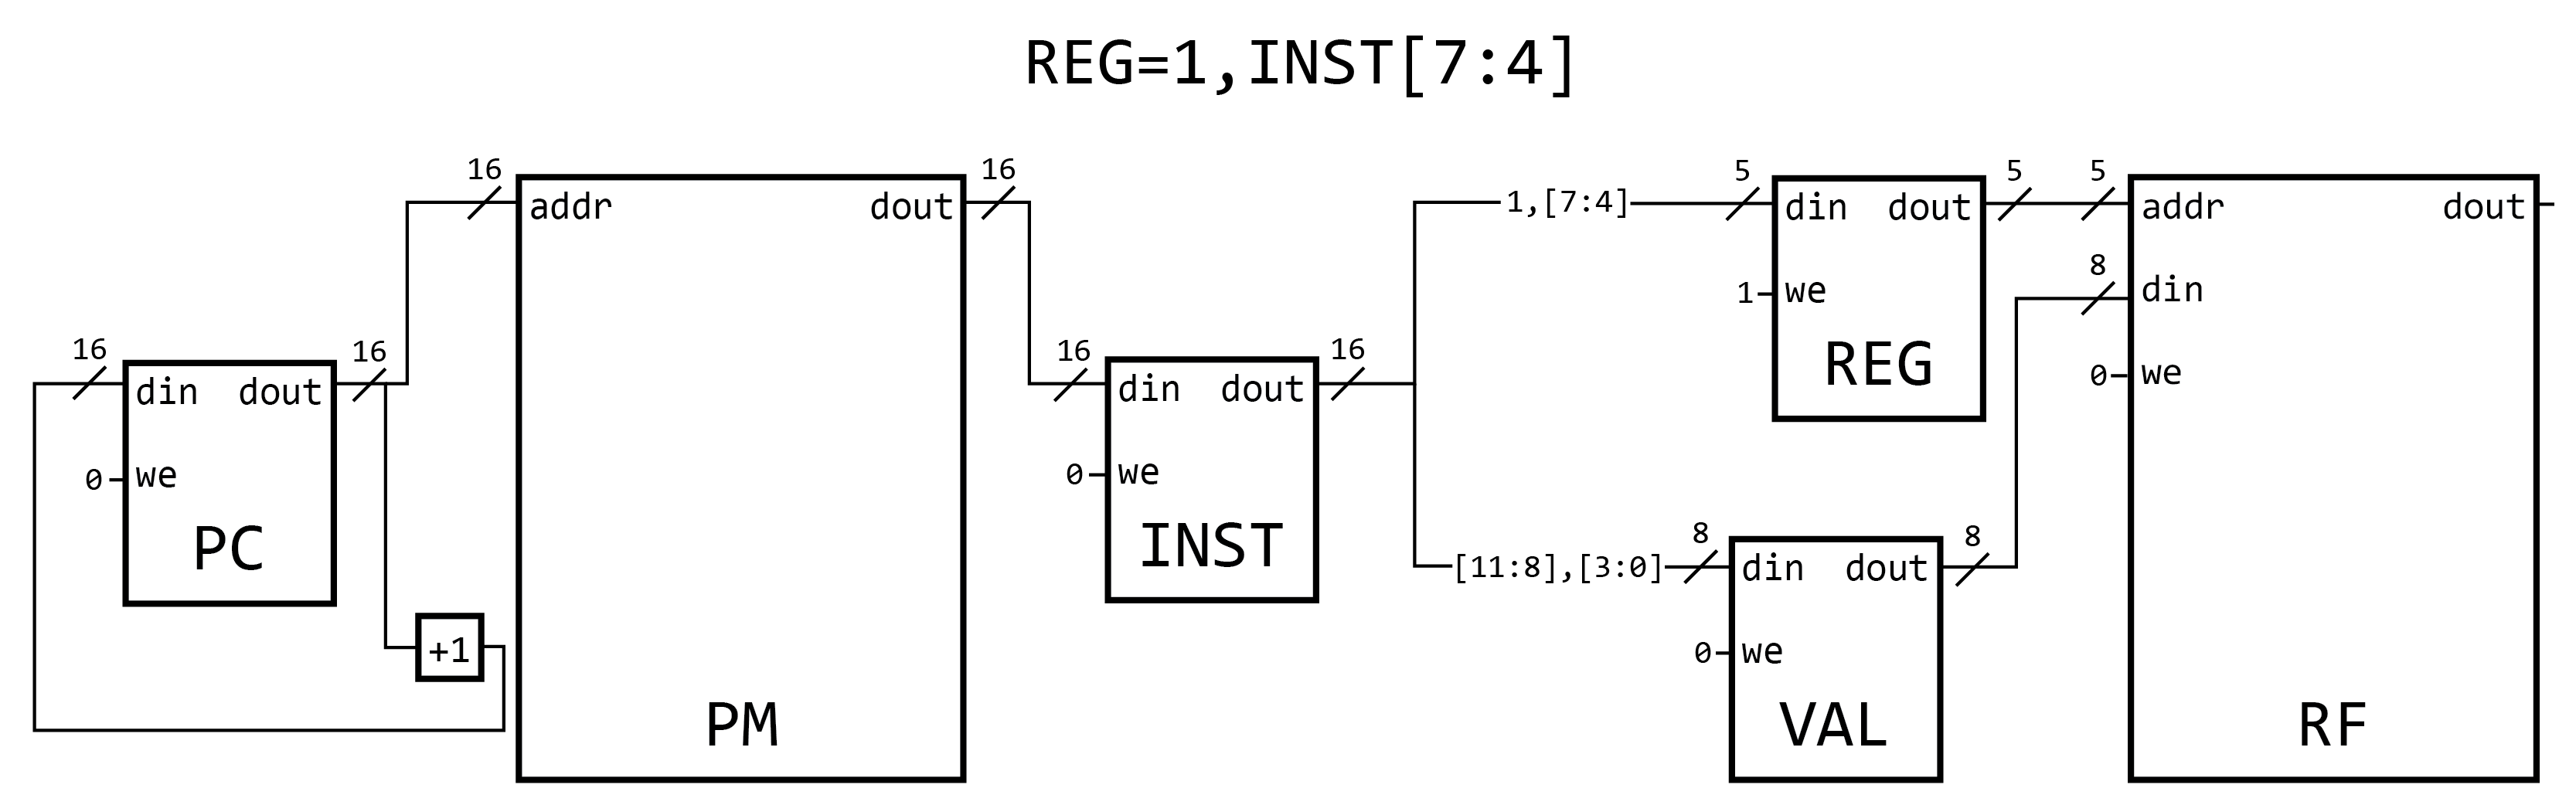 REG=1,INST[7:4]
16
16
5
5
5
addr
dout
1,[7:4]
din
dout
addr
dout
8
1
we
din
16
16
16
16
REG
0
we
din
dout
din
dout
0
we
0
we
PC
INST
8
8
[11:8],[3:0]
din
dout
+1
0
we
PM
VAL
RF